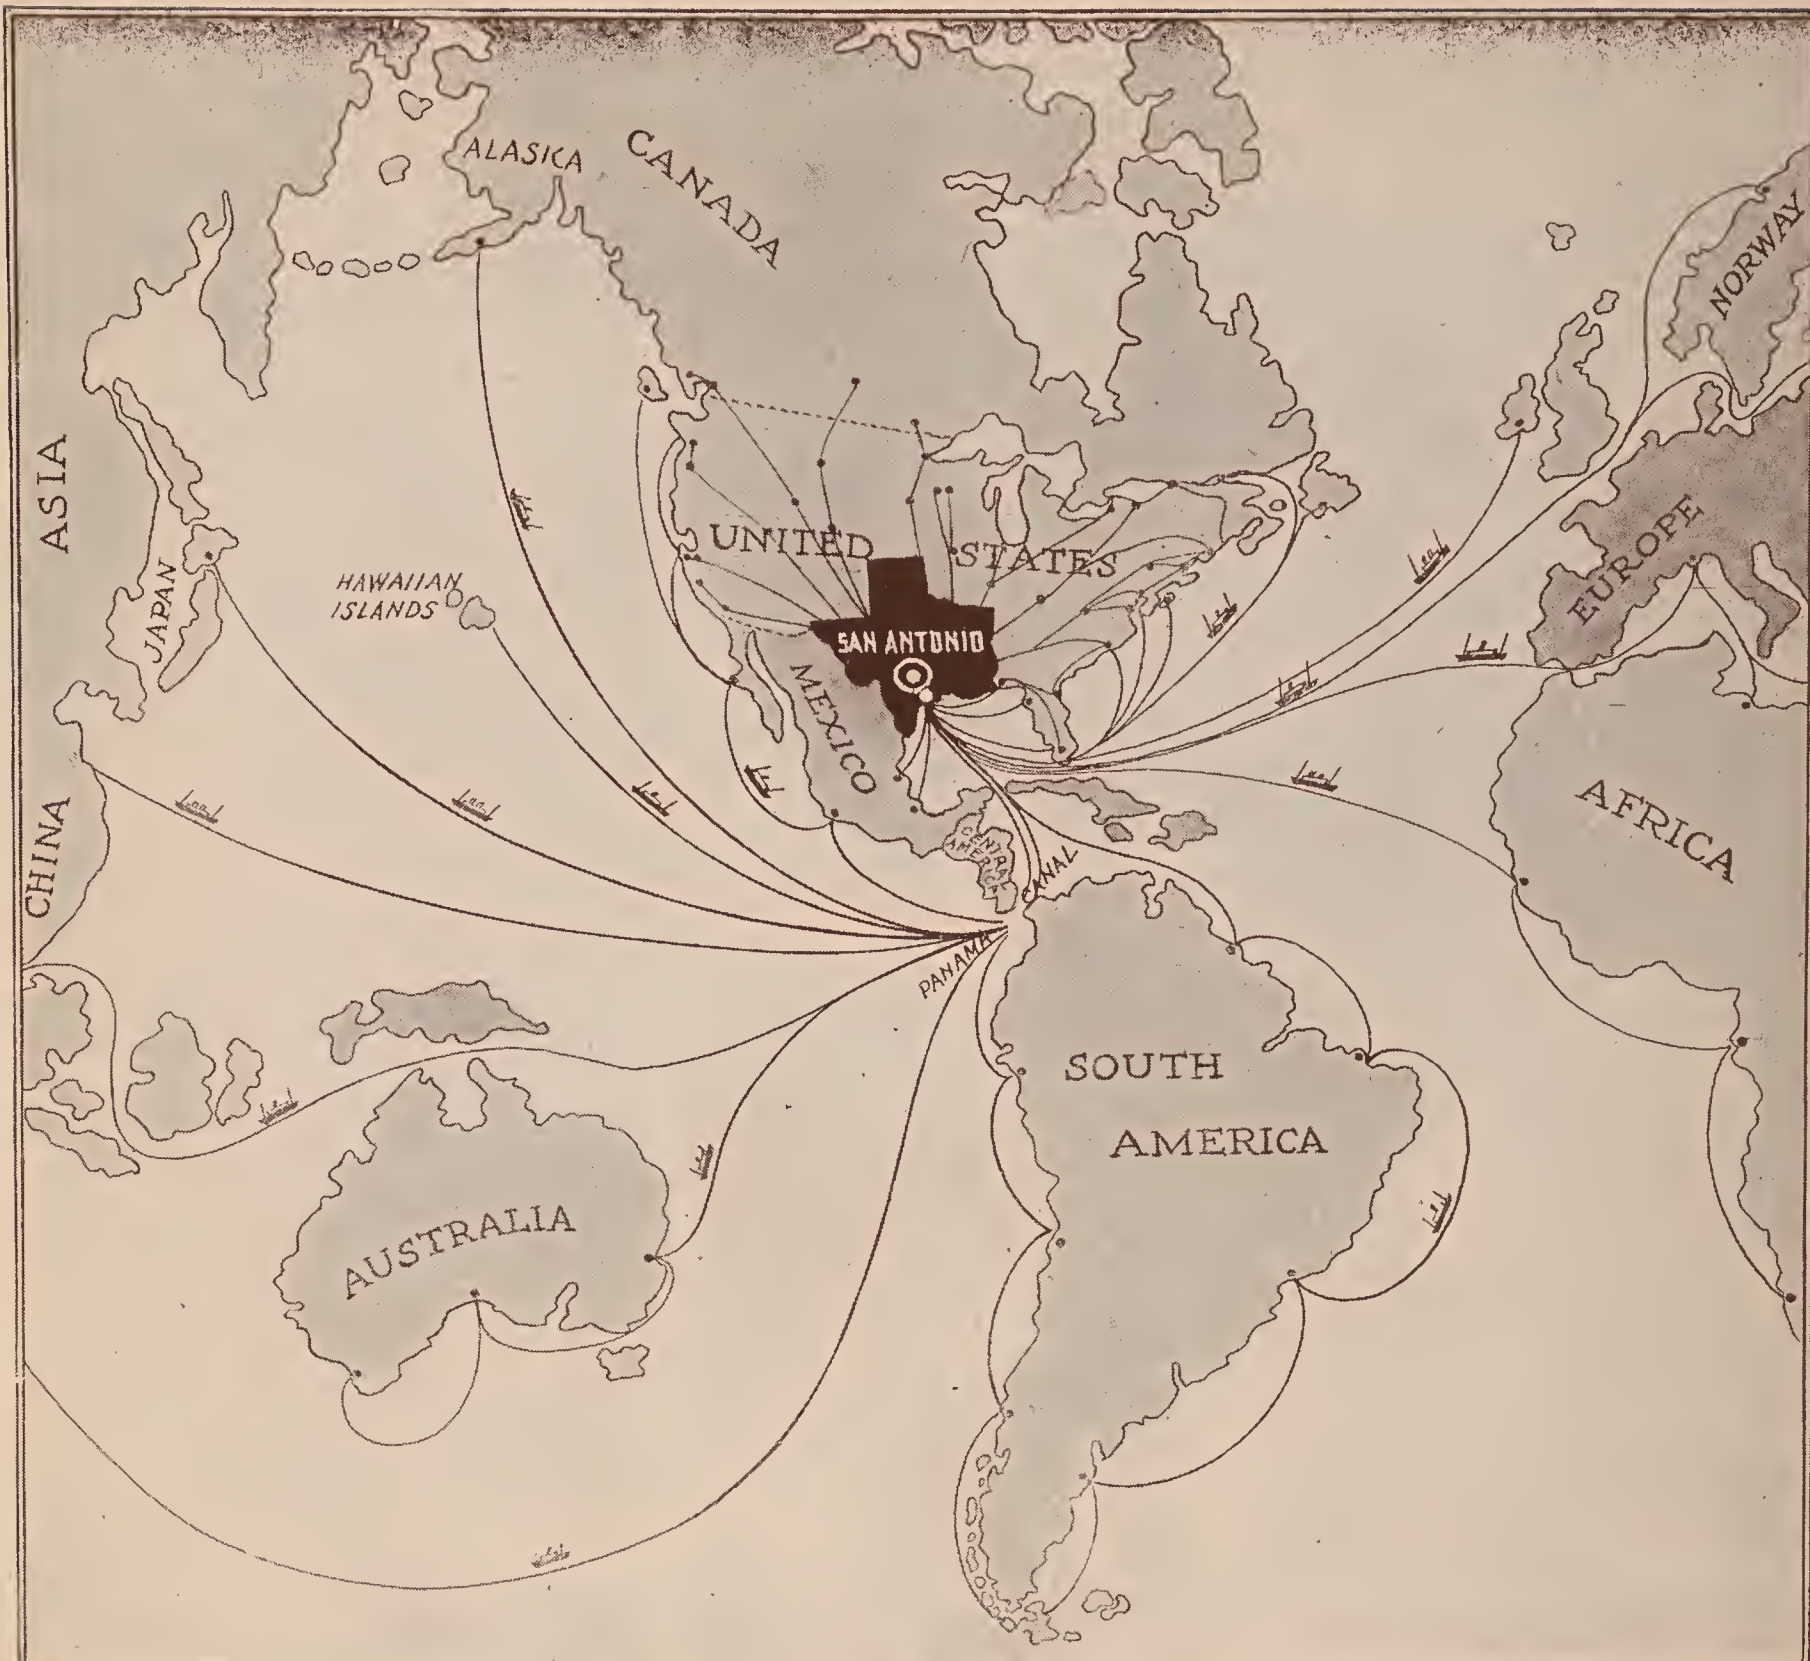 ALASKA
CANADA
NORWAY
ASIA
UNITED
STATES
EUROPE
JAPAN
HAWAIIAN
ISLANDS
SAN ANTONIO
MEXICO
AFRICA
CHINA
CENTRAL
AMERICA
PANAMA CANAL
SOUTH
AMERICA
AUSTRALIA